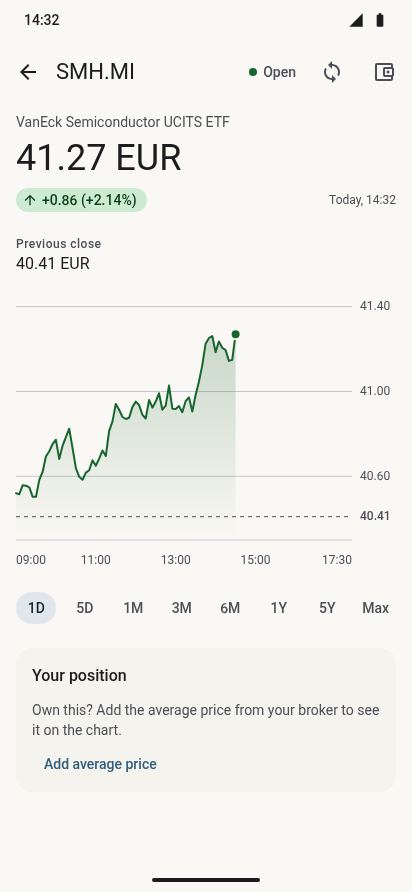 14:32
SMH.MI
Open
VanEck Semiconductor UCITS ETF
41.27 EUR
+0.86 (+2.14%)
Today, 14:32
Previous close
40.41 EUR
41.40
41.00
40.60
40.41
09:00 11:00 13:00 15:00 17:30
1D 5D 1M 3M 6M 1Y 5Y Max
Your position
Own this? Add the average price from your broker to see
it on the chart.
Add average price